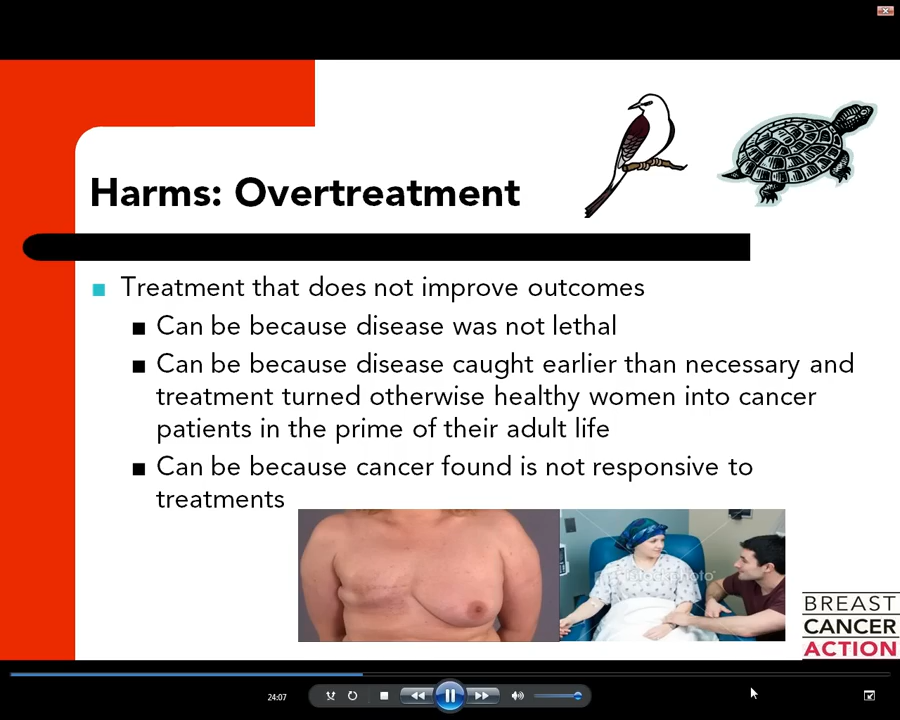 Harms: Overtreatment
Treatment that does not improve outcomes
Can be because disease was not lethal
Can be because disease caught earlier than necessary and
treatment turned otherwise healthy women into cancer
patients in the prime of their adult life
Can be because cancer found is not responsive to
treatments
BREAST
CANCER
ACTION
24:07